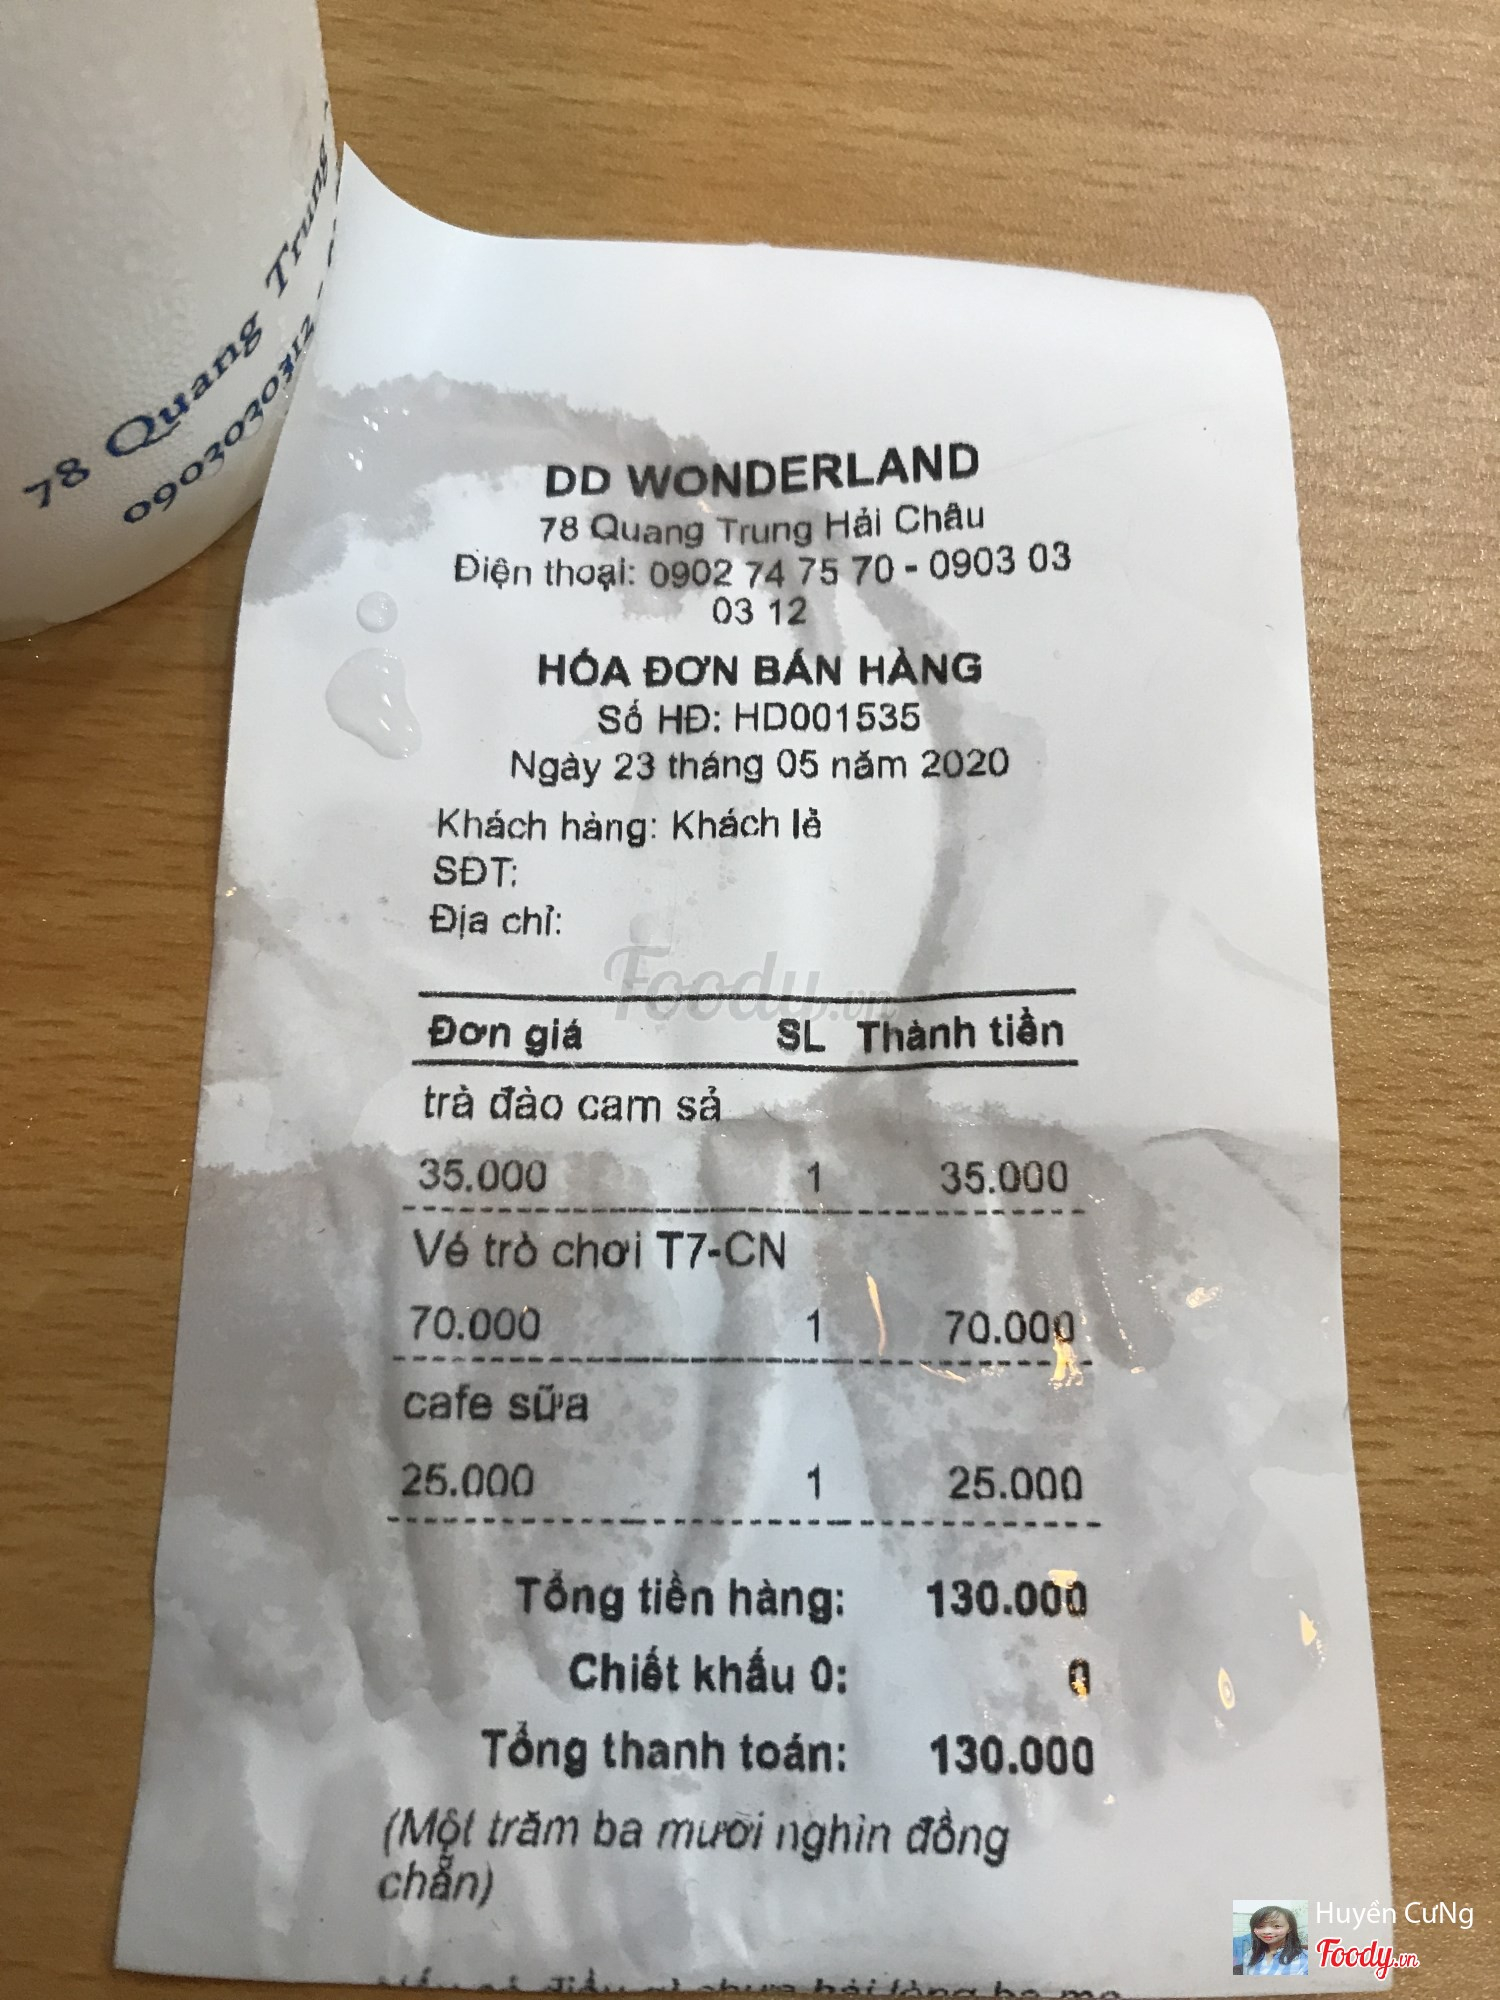 78 Quang Trung
0903030312
DD WONDERLAND
78 Quang Trung Hải Châu
Điện thoại: 0902 74 75 70 - 0903 03
03 12
HÓA ĐƠN BÁN HÀNG
Số HĐ: HD001535
Ngày 23 tháng 05 năm 2020
Khách hàng: Khách lẻ
SĐT:
Địa chỉ:
Foody.vn
Đơn giá SL Thành tiền
trà đào cam sả
35.000 1 35.000
Vé trò chơi T7-CN
70.000 1 70.000
cafe sữa
25.000 1 25.000
Tổng tiền hàng: 130.000
Chiết khấu 0: 0
Tổng thanh toán: 130.000
(Một trăm ba mươi nghìn đồng
chẵn)
Huyền CưNg
Foody.vn